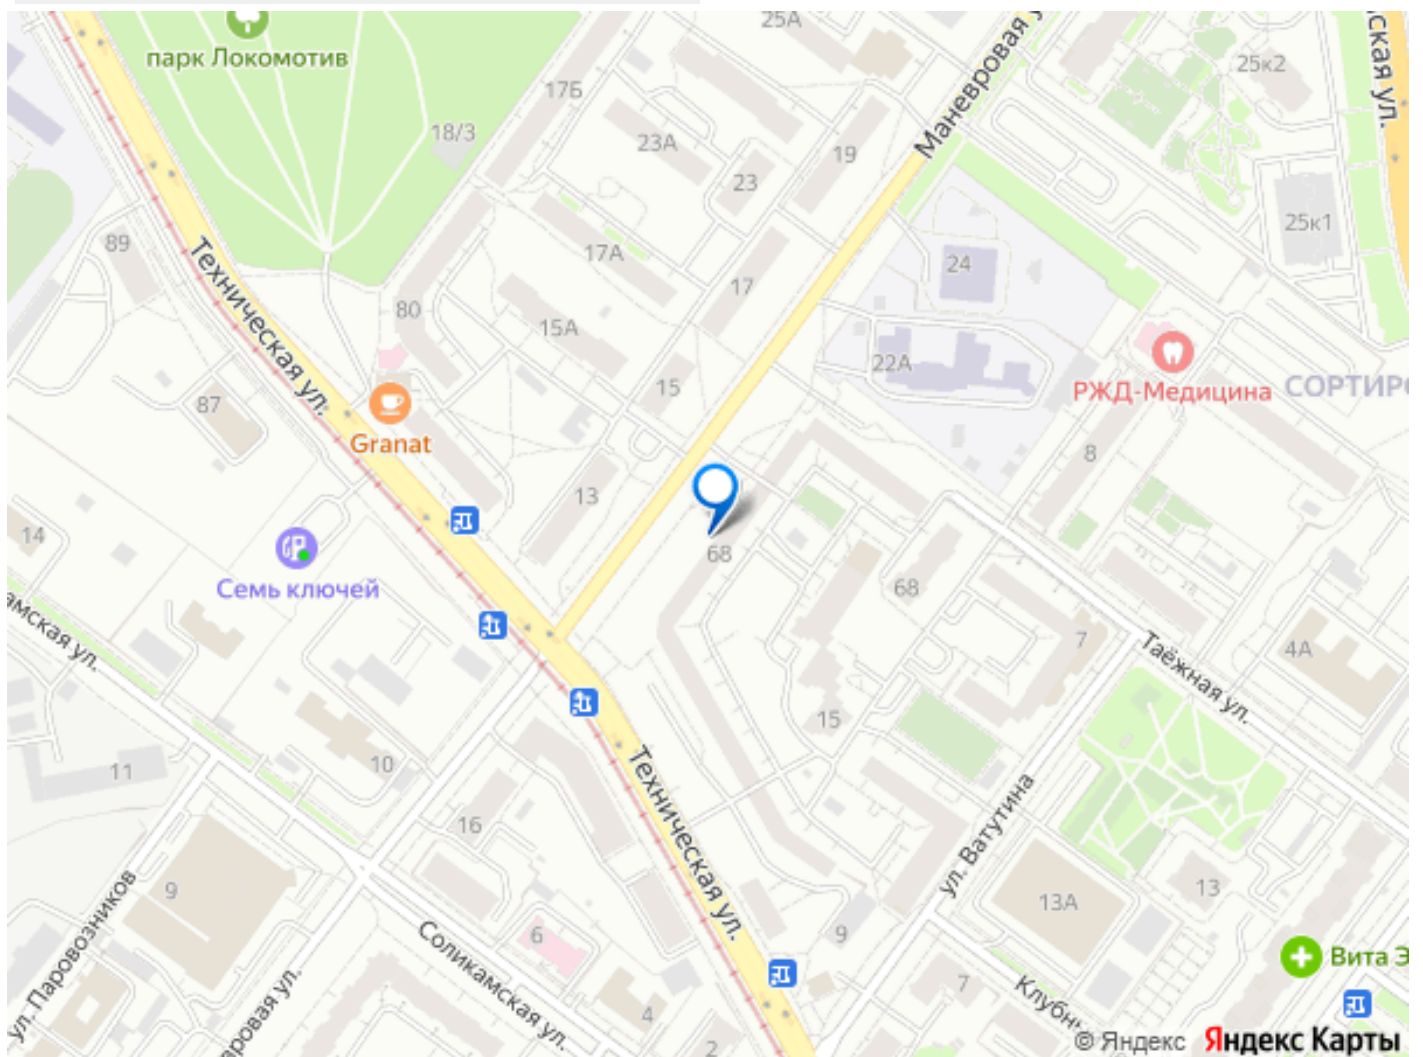 25А
ская ул.
парк Локомотив
Маневровая у
25к2
17Б
18/3
23А
19
23
25к1
89
Техническая ул.
17А
24
17
80
15А
22А
15
РЖД-Медицина
СОРТИРО
87
Granat
8
13
14
68
Семь ключей
68
амская ул.
7
Таёжная ул.
4А
15
11
10
Техническая ул.
16
ул. Ватутина
9
13
13А
ул. Паровозников
6
Соликамская ул.
9
Вита Э
7
Клубн
ровая ул.
4
2
© Яндекс Яндекс Карты